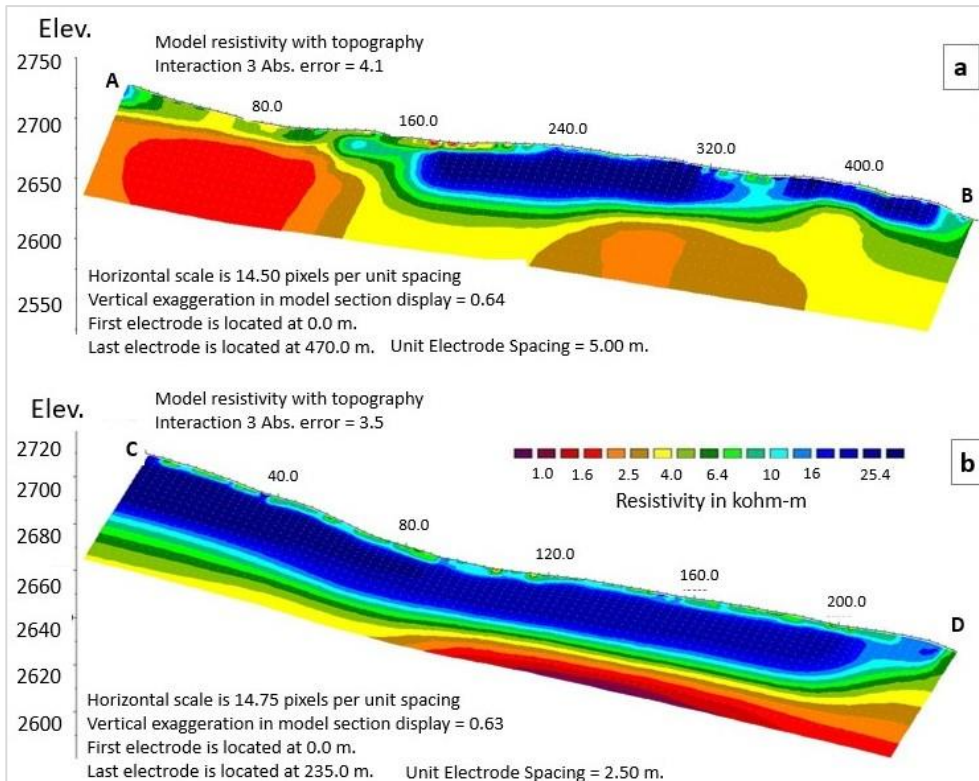 Elev.
Model resistivity with topography
Interaction 3 Abs. error = 4.1
a
2750
A
80.0
2700
160.0
240.0
320.0
2650
400.0
B
2600
Horizontal scale is 14.50 pixels per unit spacing
Vertical exaggeration in model section display = 0.64
2550
First electrode is located at 0.0 m.
Last electrode is located at 470.0 m. Unit Electrode Spacing = 5.00 m.
Model resistivity with topography
Elev.
Interaction 3 Abs. error = 3.5
2720
C
b
1.0 1.6 2.5 4.0 6.4 10 16 25.4
Resistivity in kohm-m
2700
40.0
2680
80.0
2660
120.0
160.0
2640
200.0
D
2620
Horizontal scale is 14.75 pixels per unit spacing
2600
Vertical exaggeration in model section display = 0.63
First electrode is located at 0.0 m.
Last electrode is located at 235.0 m. Unit Electrode Spacing = 2.50 m.